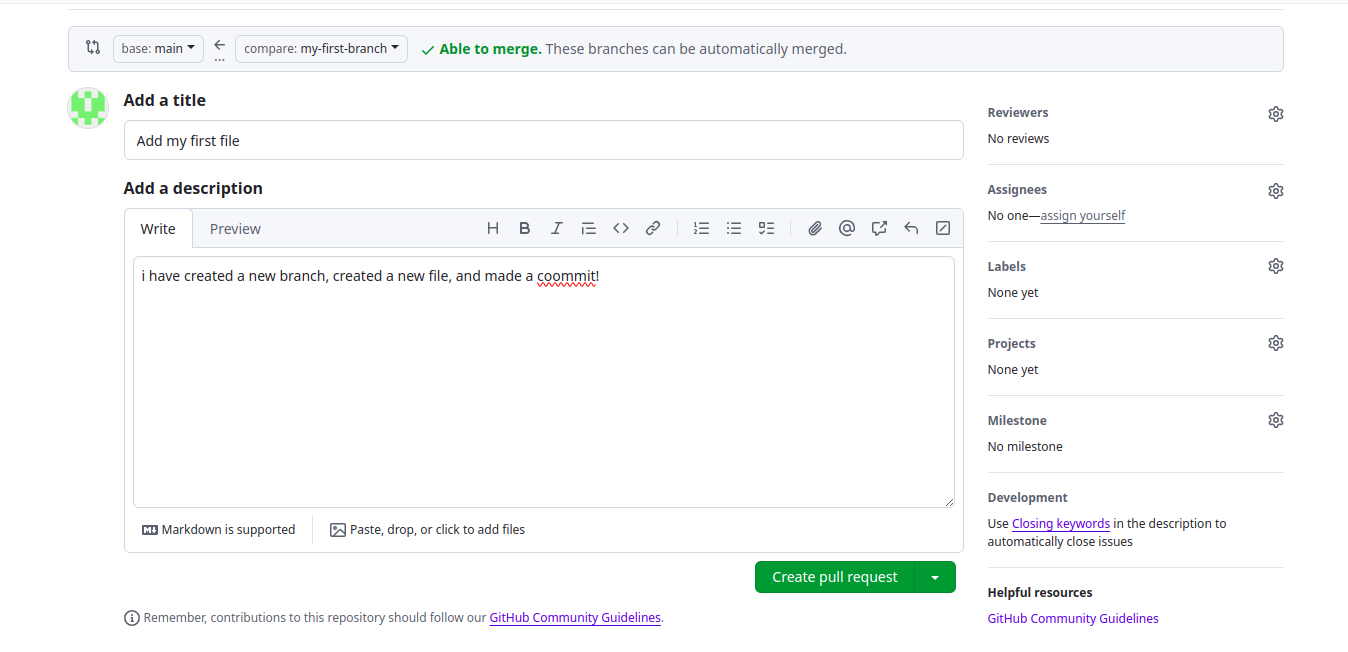 base: main
...
compare: my-first-branch
Able to merge. These branches can be automatically merged.
Add a title
Add my first file
Add a description
Write
Preview
i have created a new branch, created a new file, and made a coommit!
Markdown is supported
Paste, drop, or click to add files
Create pull request
Remember, contributions to this repository should follow our GitHub Community Guidelines.
Reviewers
No reviews
Assignees
No one—assign yourself
Labels
None yet
Projects
None yet
Milestone
No milestone
Development
Use Closing keywords in the description to
automatically close issues
Helpful resources
GitHub Community Guidelines